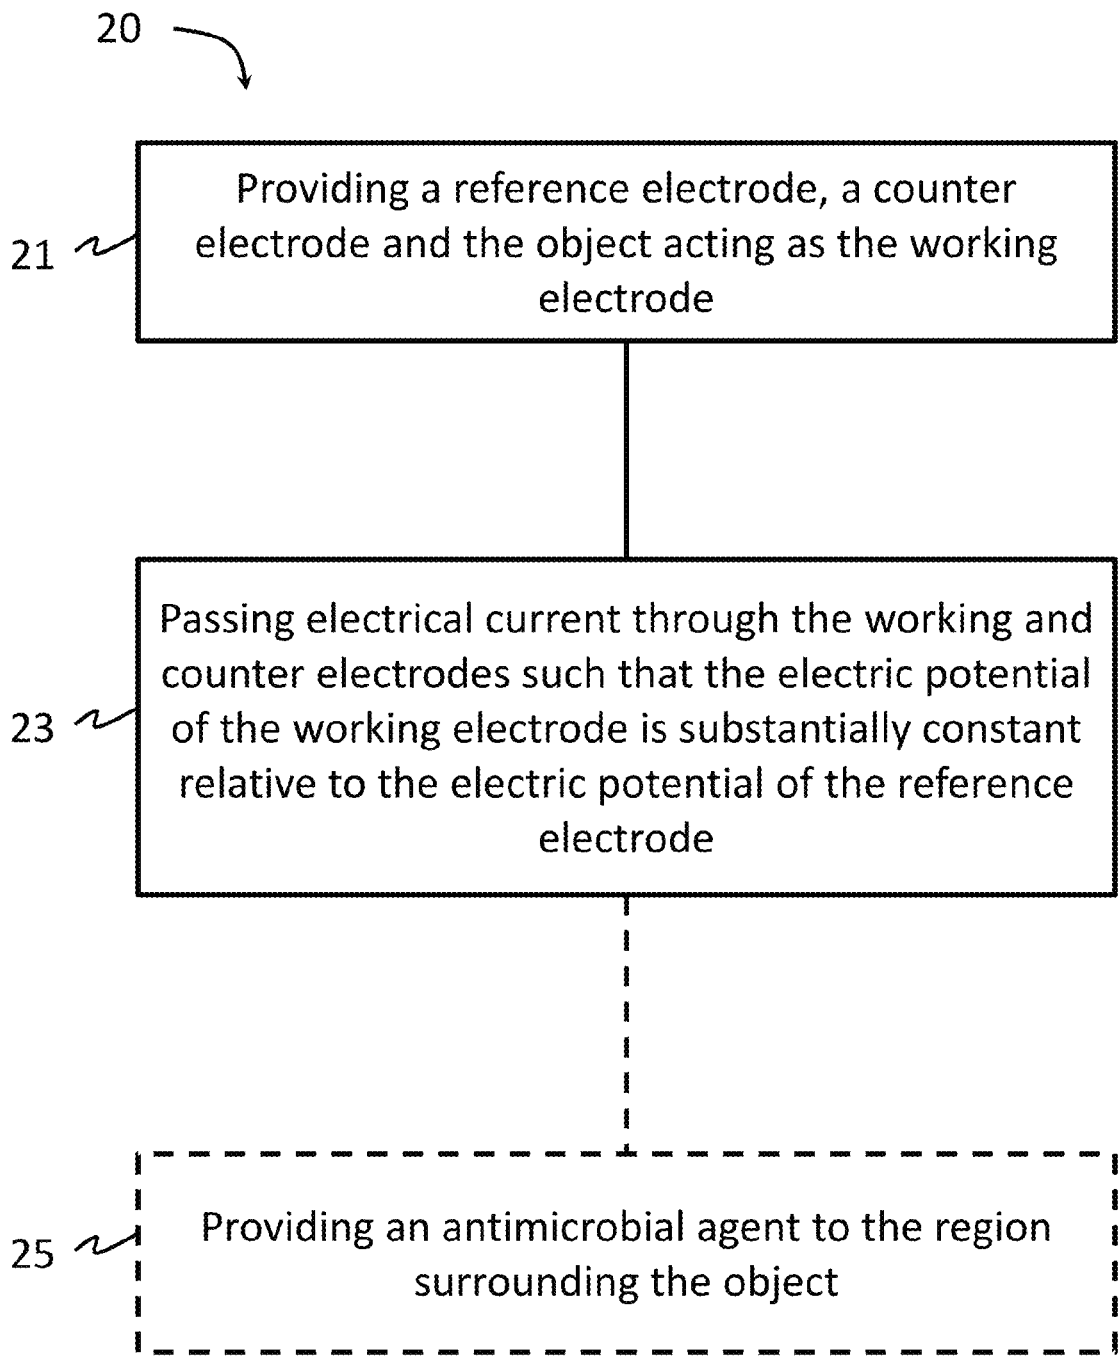 20
21
Providing a reference electrode, a counter
electrode and the object acting as the working
electrode
23
Passing electrical current through the working and
counter electrodes such that the electric potential
of the working electrode is substantially constant
relative to the electric potential of the reference
electrode
25
Providing an antimicrobial agent to the region
surrounding the object